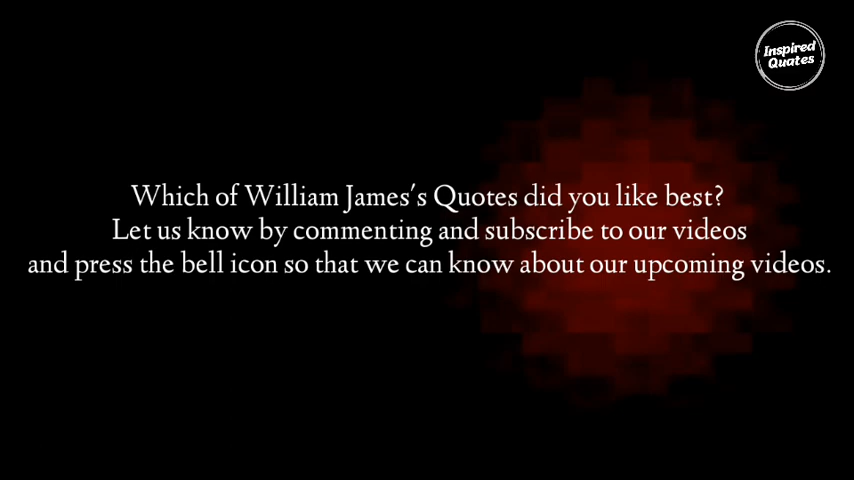 Inspired
Quates
Which of William James's Quotes did you like best?
Let us know by commenting and subscribe to our videos
and press the bell icon so that we can know about our upcoming videos.